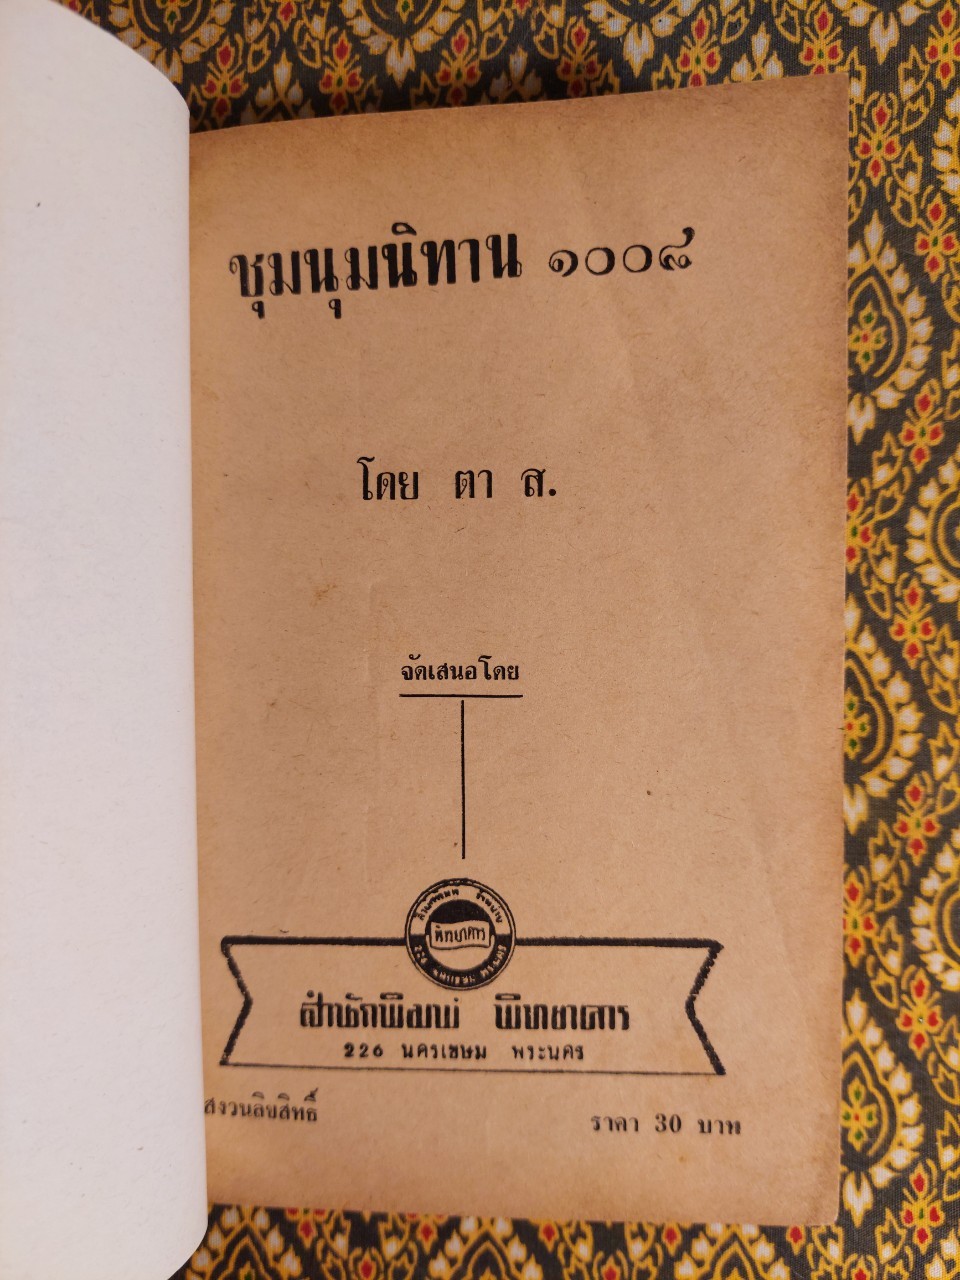 ชุมนุมนิทาน ๑๐๐๘
โดย ตา ส.
จัดเสนอโดย
พิทยาคาร
สำนักพิมพ์ พิทยาคาร
226 นครเขษม พระนคร
สงวนลิขสิทธิ์
ราคา 30 บาท